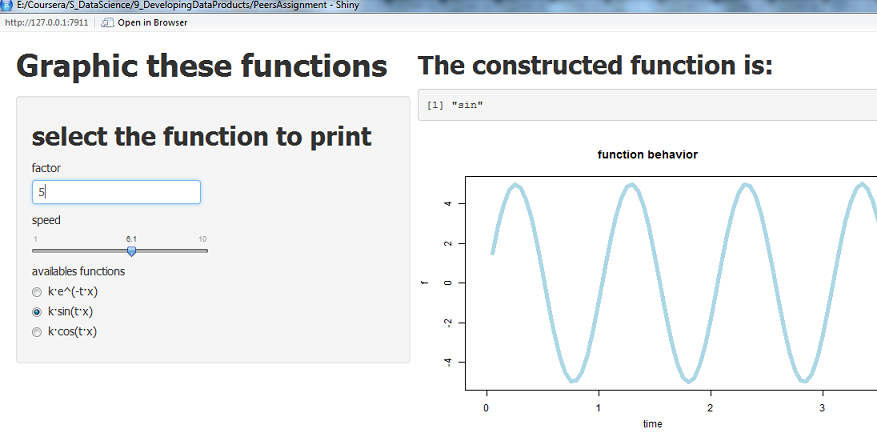 E:/Coursera/S_DataScience/9_DevelopingDataProducts/PeersAssignment - Shiny
http://127.0.0.1:7911 Open in Browser
Graphic these functions
select the function to print
factor
5
speed
1 6.1 10
availables functions
k·e^(-t·x)
k·sin(t·x)
k·cos(t·x)
The constructed function is:
[1] "sin"
function behavior
f
4
2
0
-2
-4
0 1 2 3
time